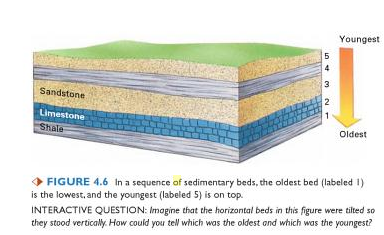 Youngest
5
4
Sandstone
3
2
Limestone
1
Shale
Oldest
FIGURE 4.6 In a sequence of sedimentary beds, the oldest bed (labeled 1)
is the lowest, and the youngest (labeled 5) is on top.
INTERACTIVE QUESTION: Imagine that the horizontal beds in this figure were tilted so
they stood vertically. How could you tell which was the oldest and which was the youngest?